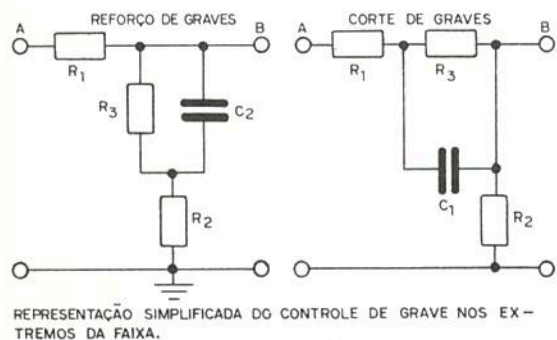 REFORÇO DE GRAVES
A
B
R1
R3
C2
R2
CORTE DE GRAVES
A
B
R1
R3
C1
R2
REPRESENTAÇÃO SIMPLIFICADA DO CONTROLE DE GRAVE NOS EX-
TREMOS DA FAIXA.